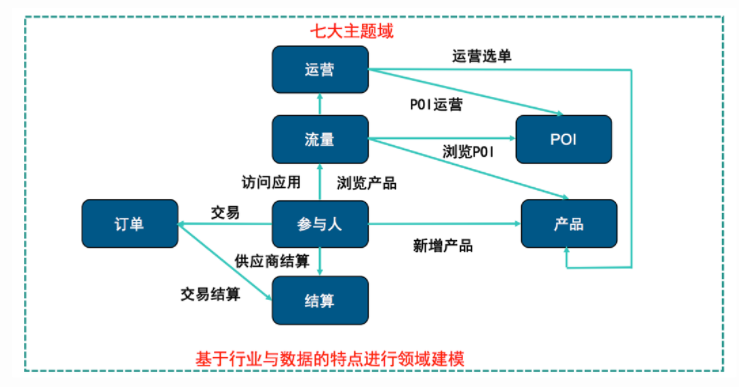 七大主题域
运营
运营选单
POI运营
流量
POI
浏览POI
访问应用
浏览产品
订单
交易
参与人
产品
新增产品
供应商结算
交易结算
结算
基于行业与数据的特点进行领域建模